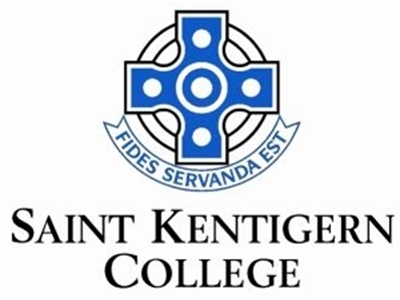 FIDES SERVANDA EST
SAINT KENTIGERN
COLLEGE